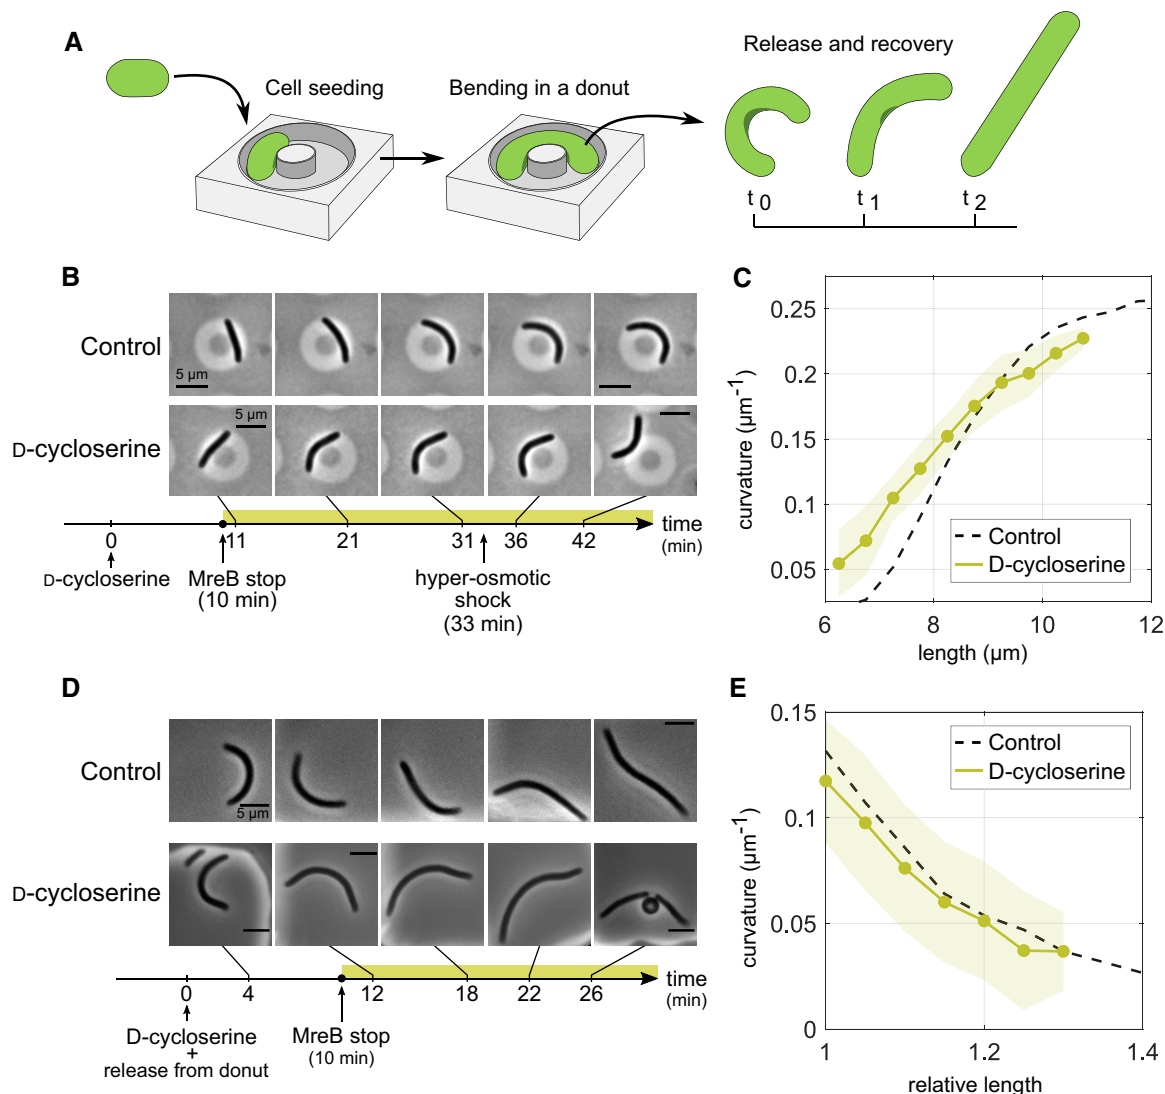 A
Cell seeding
Bending in a donut
Release and recovery
t0
t1
t2
B
Control
5 µm
D-cycloserine
5 µm
0
11
21
31
36
42
time
(min)
D-cycloserine
MreB stop
(10 min)
hyper-osmotic
shock
(33 min)
C
0.25
0.2
0.15
0.1
0.05
curvature (µm-1)
Control
D-cycloserine
6
8
10
12
length (µm)
D
Control
5 µm
D-cycloserine
0
4
12
18
22
26
time
(min)
D-cycloserine
+
release from donut
MreB stop
(10 min)
E
0.15
0.1
0.05
0
curvature (µm-1)
Control
D-cycloserine
1
1.2
1.4
relative length